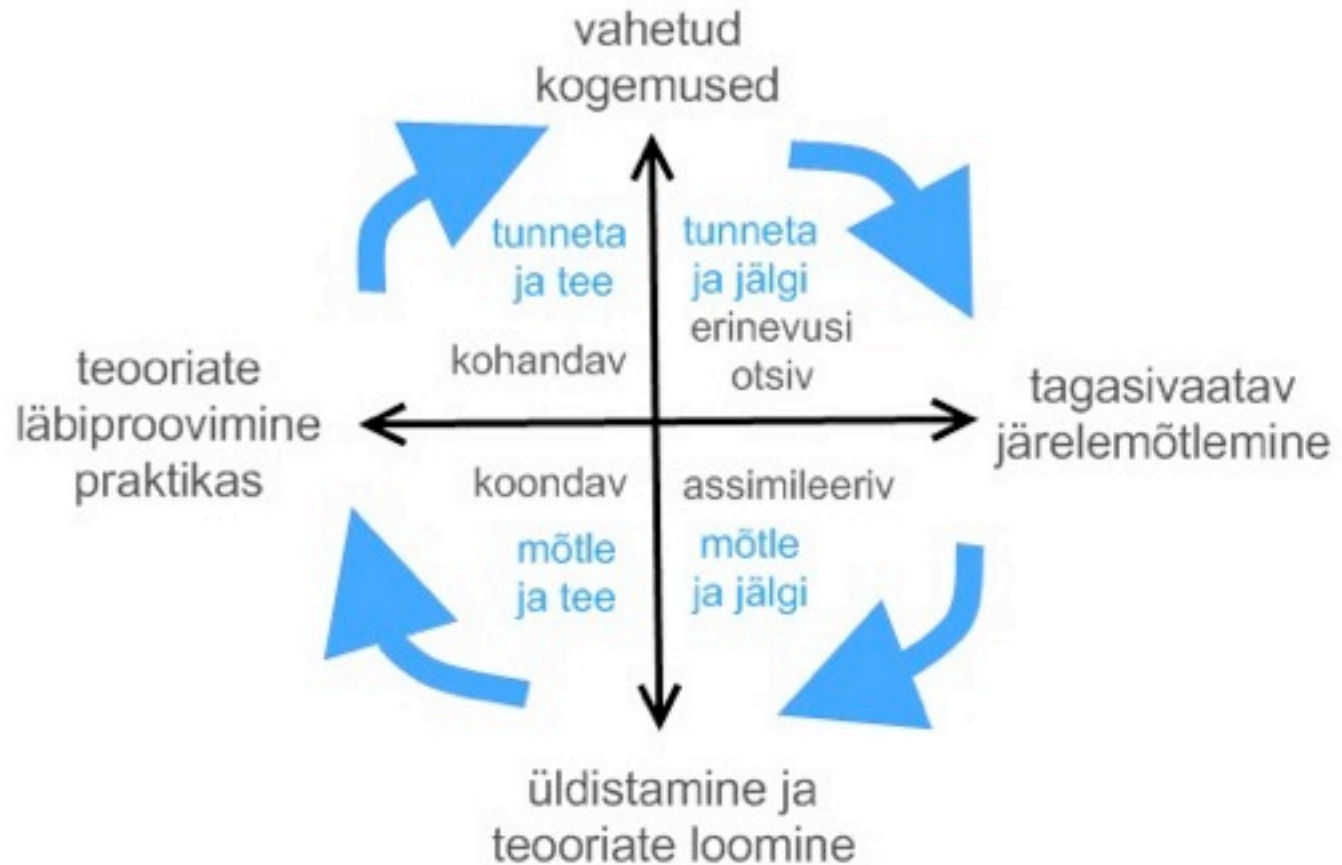 vahetud
kogemused
tunneta
ja tee
tunneta
ja jälgi
kohandav
erinevusi
otsiv
teooriate
läbiproovimine
praktikas
tagasivaatav
järelemõtlemine
koondav
assimileeriv
mõtle
ja tee
mõtle
ja jälgi
üldistamine ja
teooriate loomine